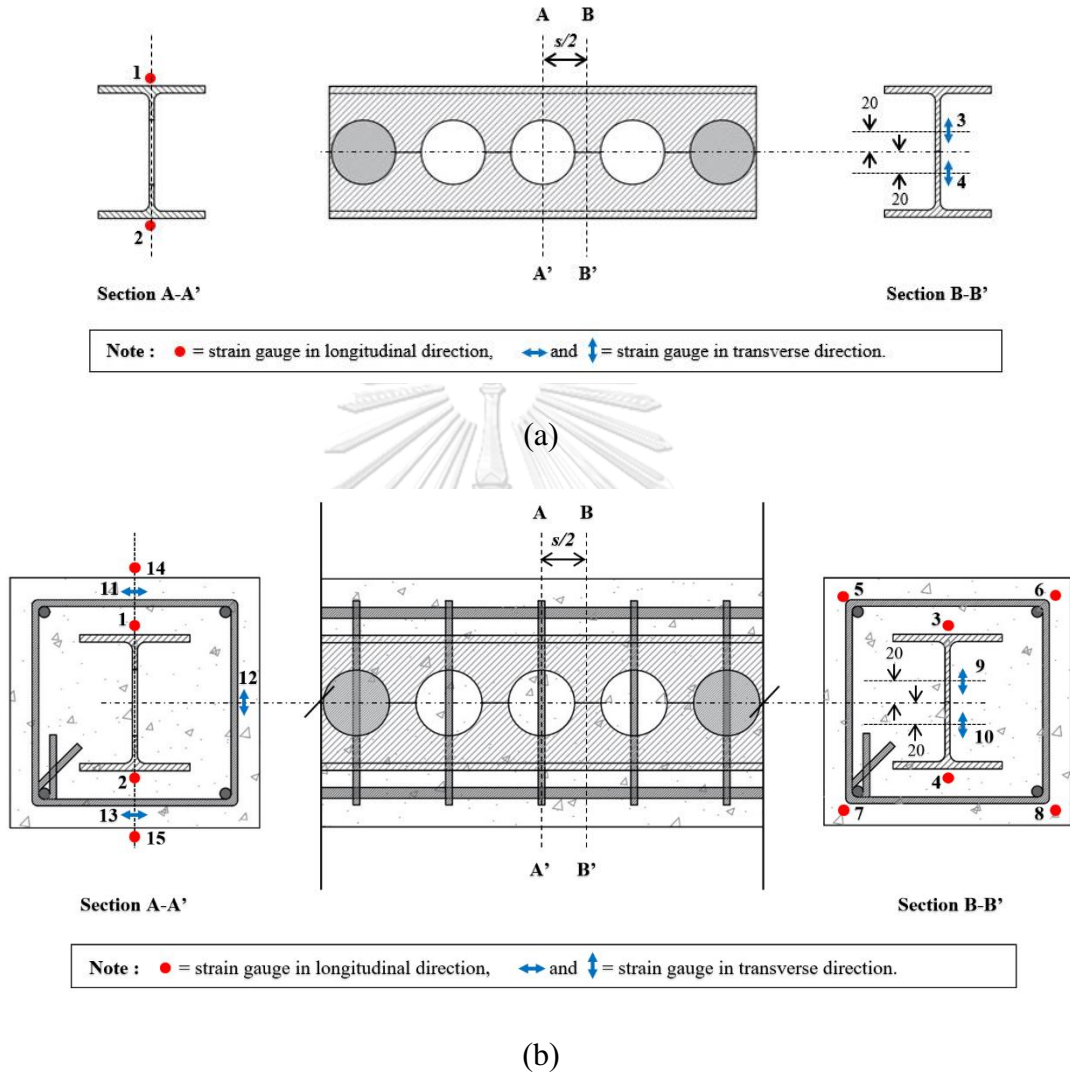 A B
s/2
1
2
20
20
3
4
A' B'
Section A-A'
Section B-B'
Note : = strain gauge in longitudinal direction, and = strain gauge in transverse direction.
(a)
A B
s/2
14
11
1
12
2
13
15
5
6
3
20
9
10
20
4
7
8
A' B'
Section A-A'
Section B-B'
Note : = strain gauge in longitudinal direction, and = strain gauge in transverse direction.
(b)